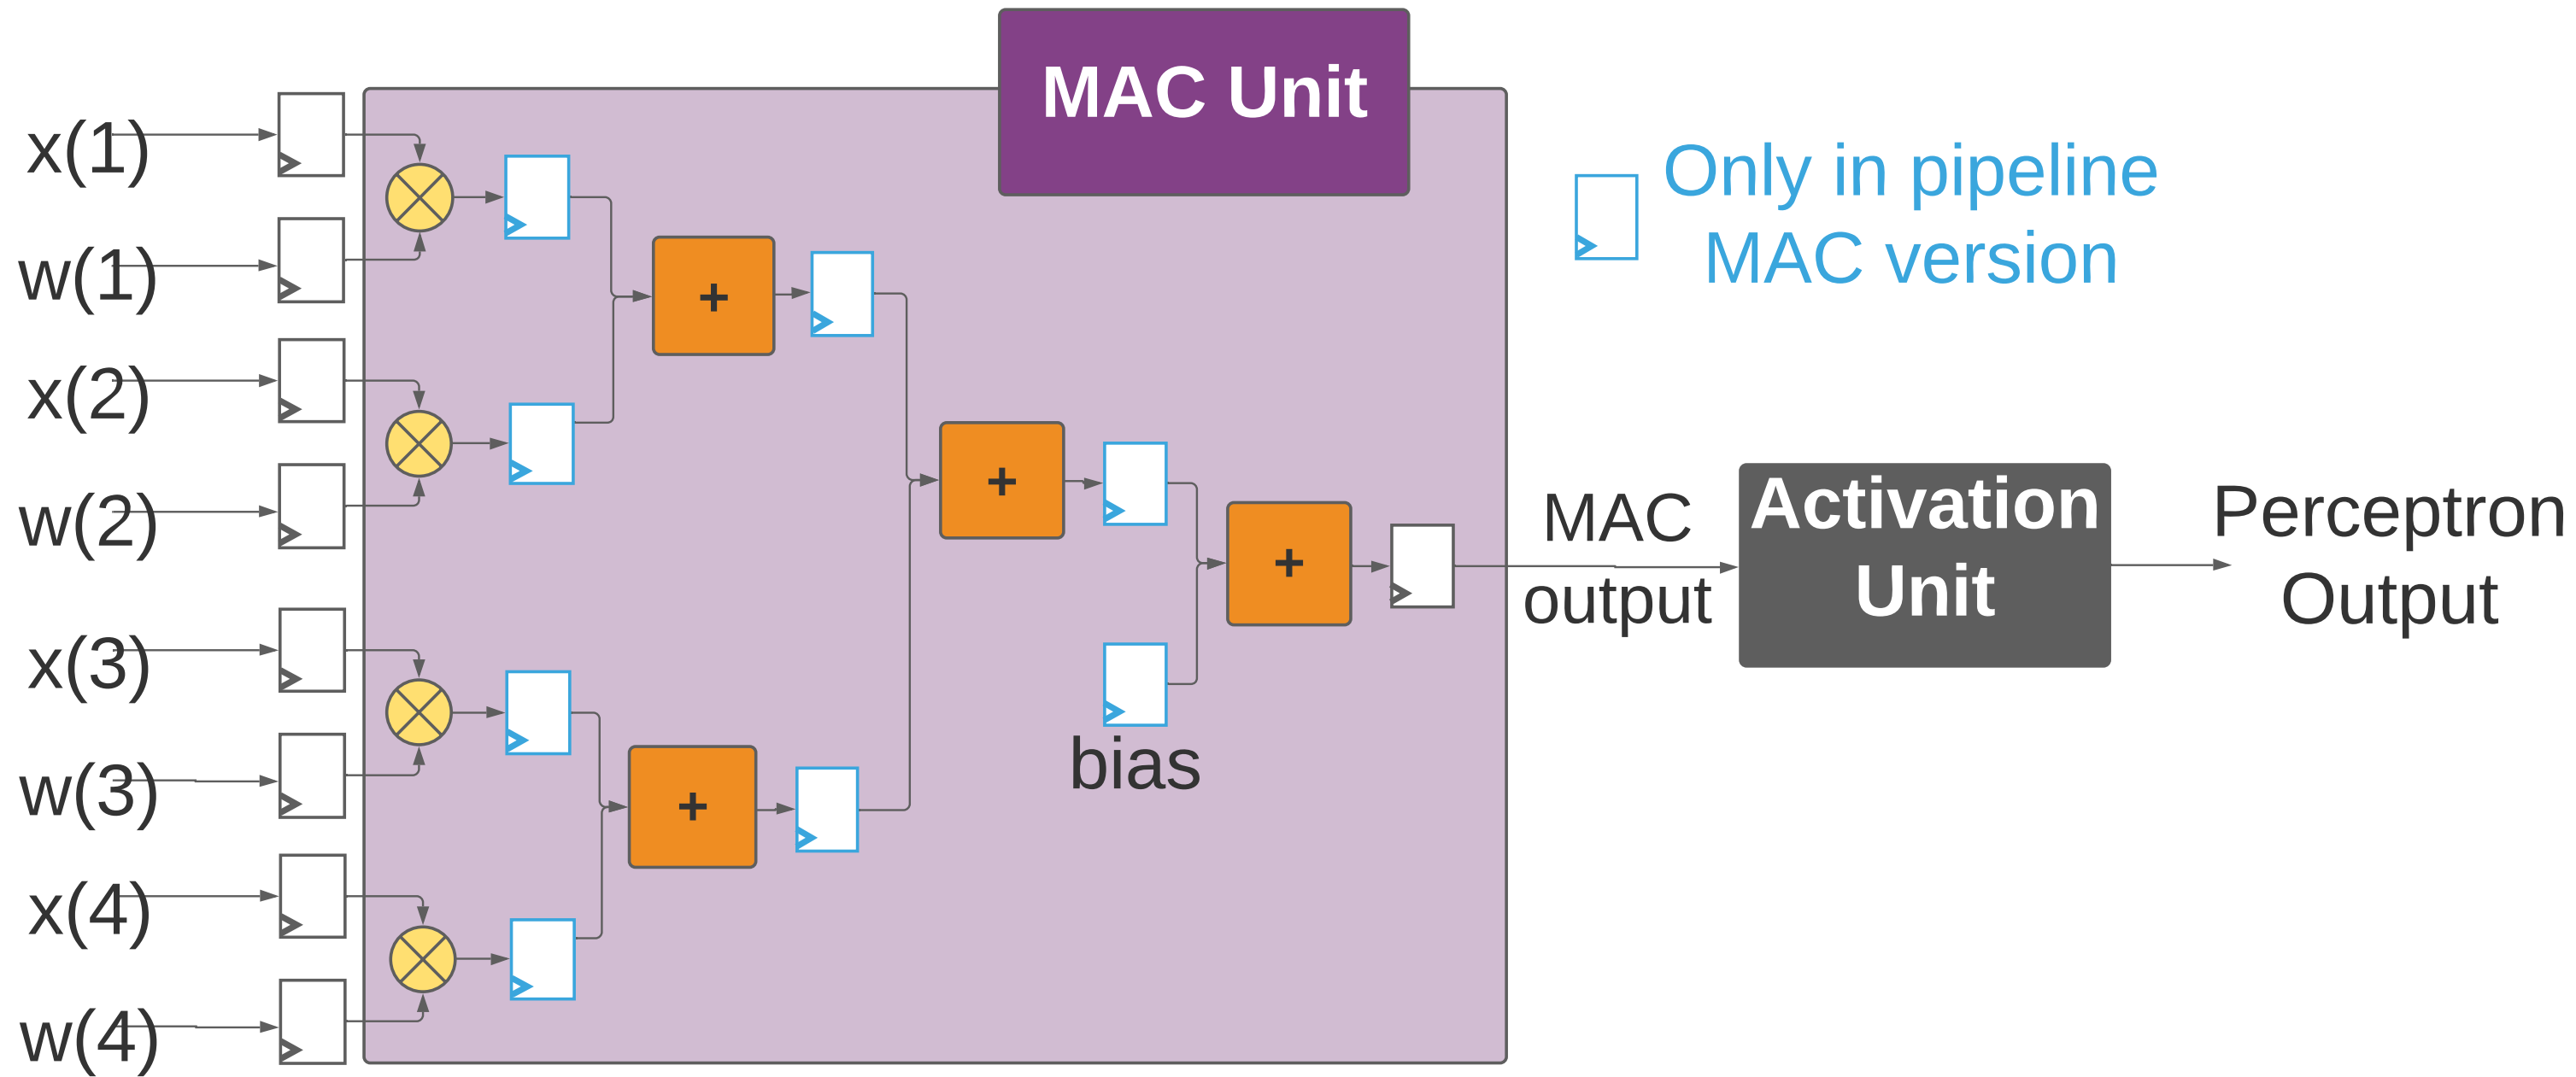 MAC Unit
x(1)
w(1)
x(2)
w(2)
x(3)
w(3)
x(4)
w(4)
+
+
+
+
bias
Only in pipeline
MAC version
MAC
output
Activation
Unit
Perceptron
Output